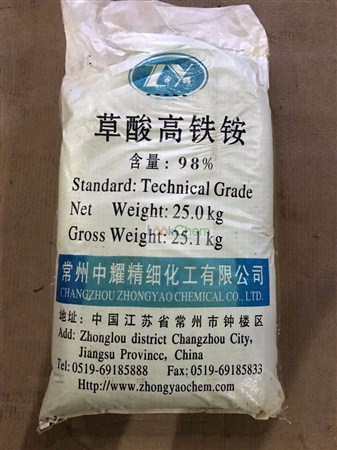 ZY
草酸高铁铵
含量: 98%
Standard: Technical Grade
Net Weight: 25.0 kg
LookChem
Gross Weight: 25.1 kg
常州中耀精细化工有限公司
CHANGZHOU ZHONGYAO CHEMICAL CO., LTD.
地址: 中国江苏省常州市钟楼区
Add: Zhonglou district Changzhou City,
Jiangsu Province, China
Tel: 0519-69185888 Fax: 0519-69185833
Http://www.zhongyaochem.com